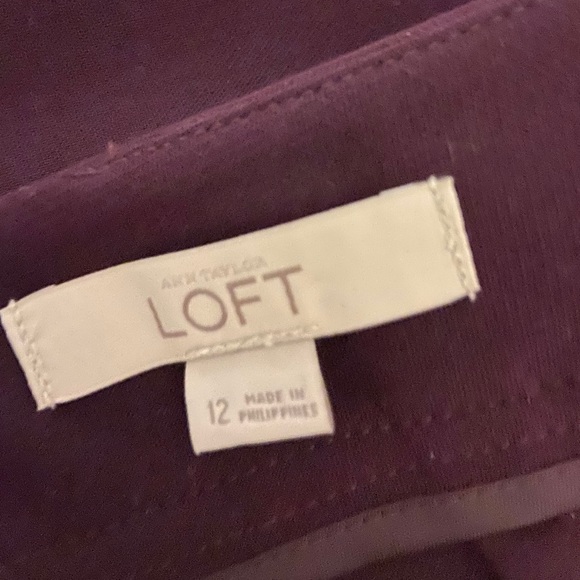 ANN TAYLOR
LOFT
12 MADE IN
PHILIPPINES